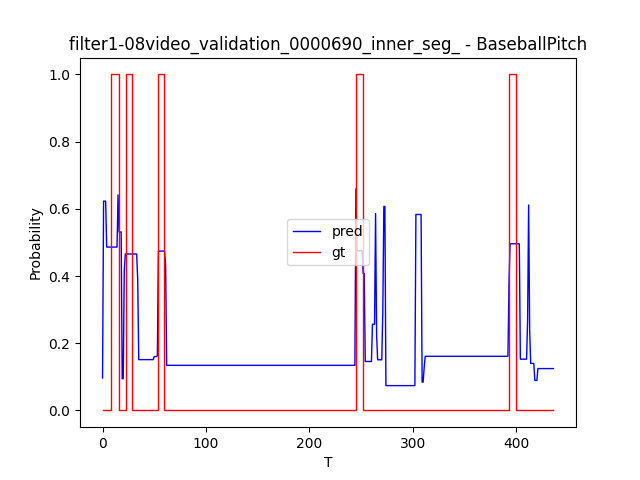 filter1-08video_validation_0000690_inner_seg_ - BaseballPitch
1.0
0.8
0.6
0.4
0.2
0.0
Probability
pred
gt
0 100 200 300 400
T